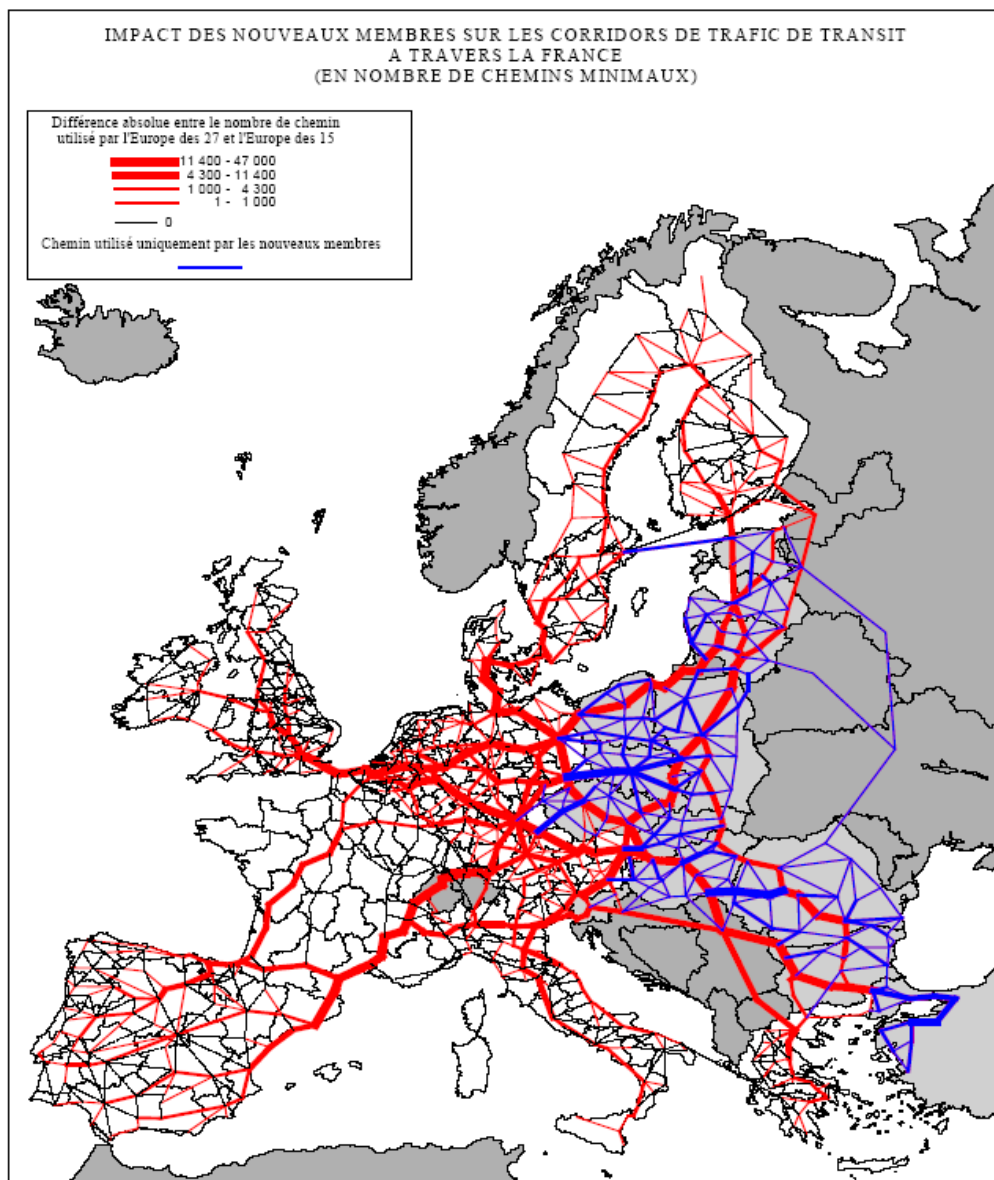 IMPACT DES NOUVEAUX MEMBRES SUR LES CORRIDORS DE TRAFIC DE TRANSIT
A TRAVERS LA FRANCE
(EN NOMBRE DE CHEMINS MINIMAUX)
Différence absolue entre le nombre de chemin
utilisé par l'Europe des 27 et l'Europe des 15
11 400 - 47 000
4 300 - 11 400
1 000 - 4 300
1 - 1 000
0
Chemin utilisé uniquement par les nouveaux membres